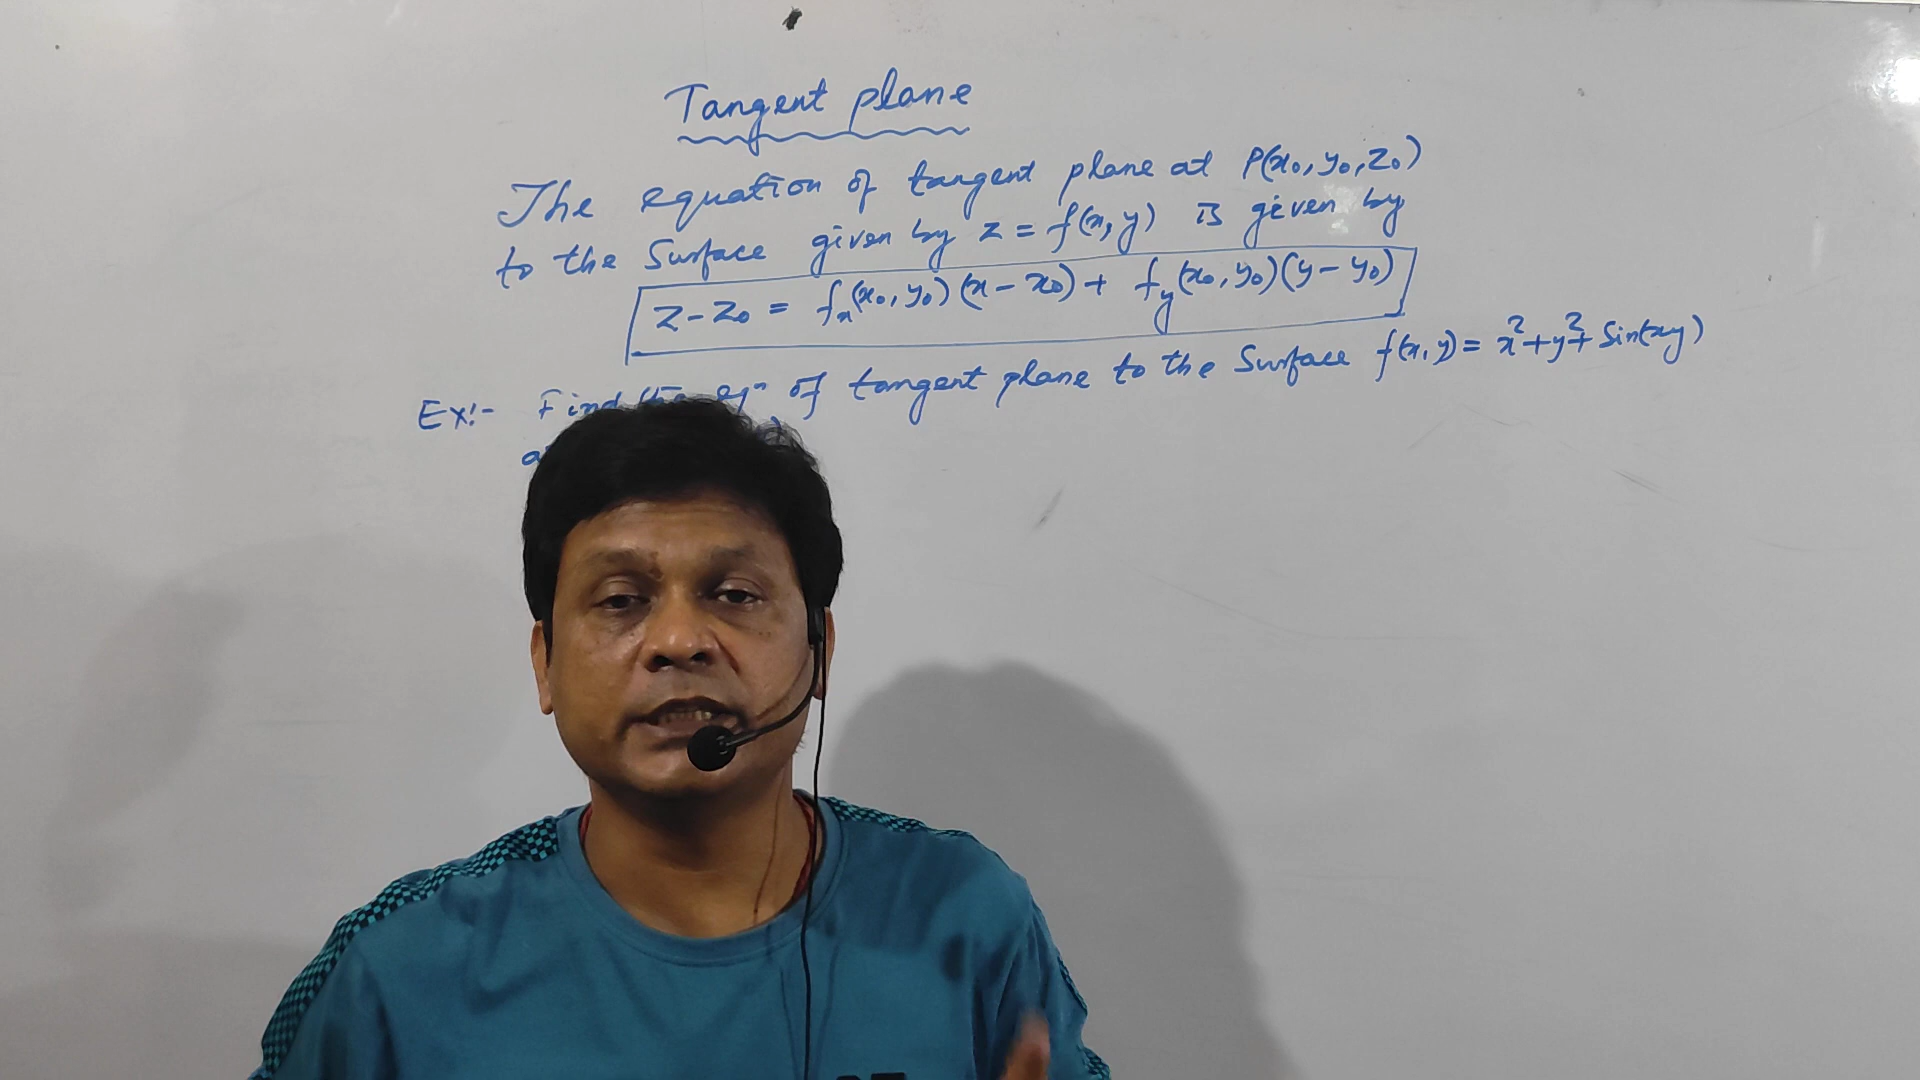 Tangent plane
The equation of tangent plane at P(x₀, y₀, z₀)
to the Surface given by z = f(x, y) is given by
z - z₀ = fₓ(x₀, y₀)(x - x₀) + f_y(x₀, y₀)(y - y₀)
Ex:- Find the eqⁿ of tangent plane to the Surface f(x, y) = x² + y² + Sin(xy)